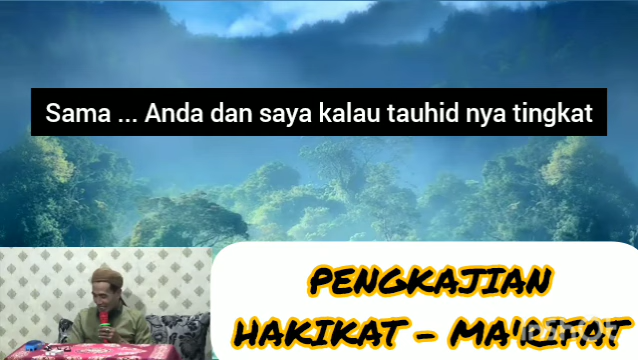 Sama ... Anda dan saya kalau tauhid nya tingkat
PENGKAJIAN
HAKIKAT - MA'RIFAT